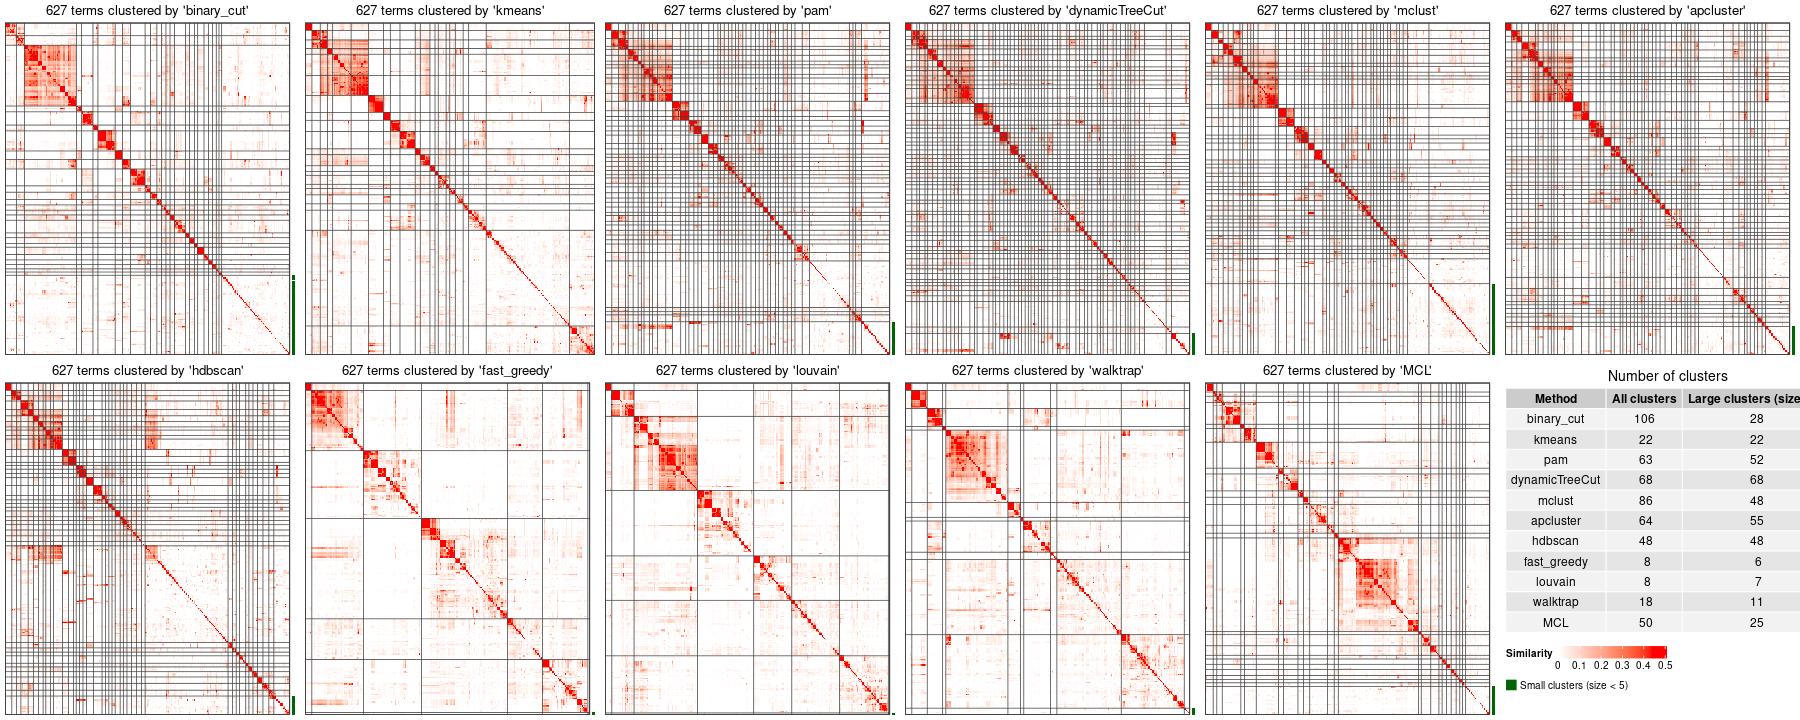 627 terms clustered by 'binary_cut'
627 terms clustered by 'kmeans'
627 terms clustered by 'pam'
627 terms clustered by 'dynamicTreeCut'
627 terms clustered by 'mclust'
627 terms clustered by 'apcluster'
627 terms clustered by 'hdbscan'
627 terms clustered by 'fast_greedy'
627 terms clustered by 'louvain'
627 terms clustered by 'walktrap'
627 terms clustered by 'MCL'
Number of clusters
Method All clusters Large clusters (size
binary_cut 106 28
kmeans 22 22
pam 63 52
dynamicTreeCut 68 68
mclust 86 48
apcluster 64 55
hdbscan 48 48
fast_greedy 8 6
louvain 8 7
walktrap 18 11
MCL 50 25
Similarity
0 0.1 0.2 0.3 0.4 0.5
Small clusters (size < 5)